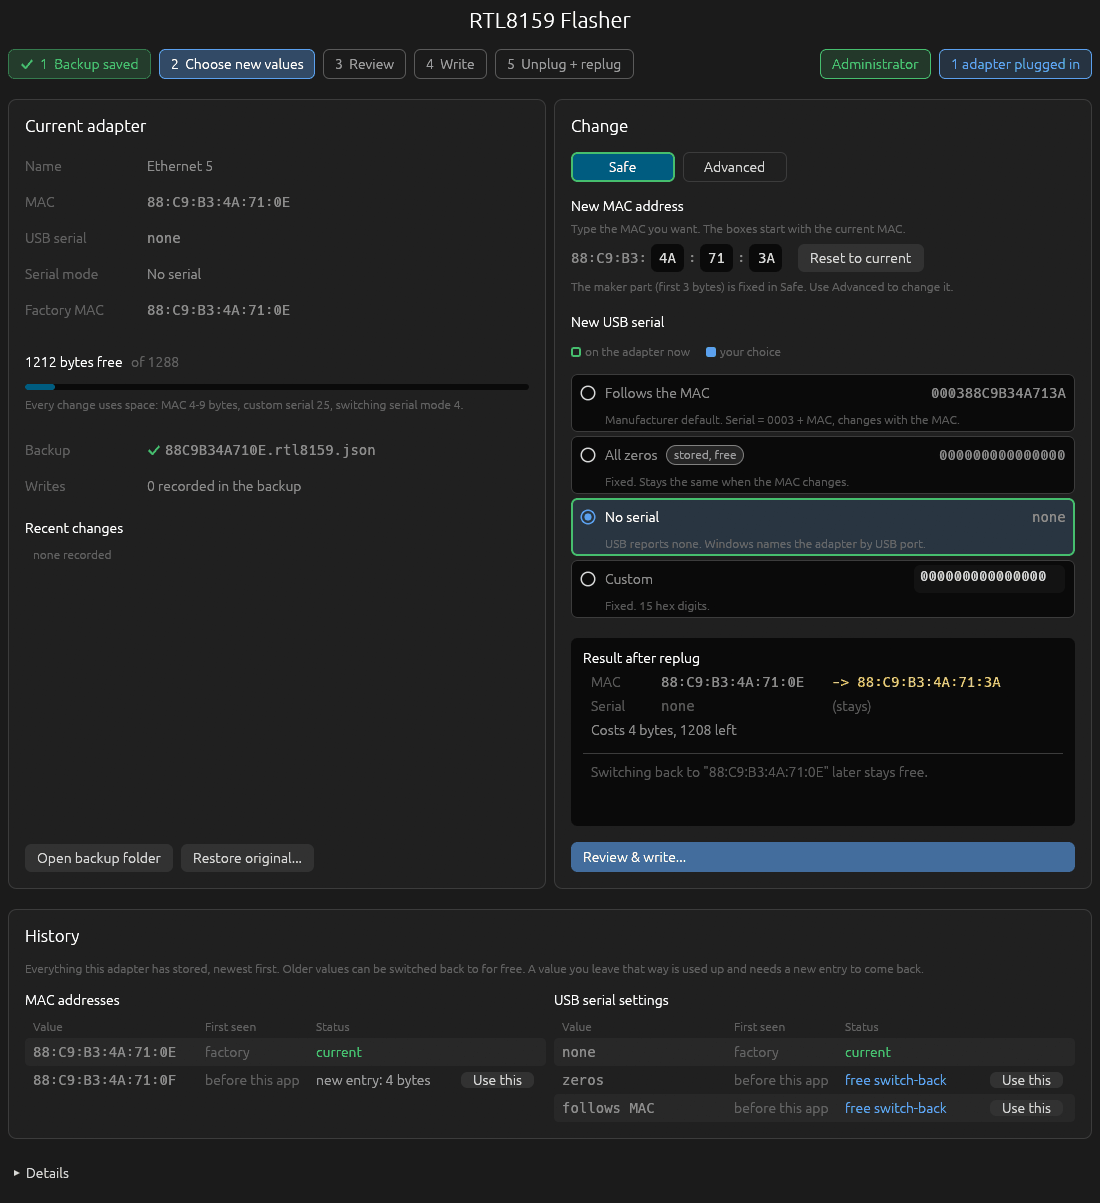 RTL8159 Flasher
✓ 1 Backup saved
2 Choose new values
3 Review
4 Write
5 Unplug + replug
Administrator
1 adapter plugged in
Current adapter
Name Ethernet 5
MAC 88:C9:B3:4A:71:0E
USB serial none
Serial mode No serial
Factory MAC 88:C9:B3:4A:71:0E
1212 bytes free of 1288
Every change uses space: MAC 4-9 bytes, custom serial 25, switching serial mode 4.
Backup ✓ 88C9B34A710E.rtl8159.json
Writes 0 recorded in the backup
Recent changes
none recorded
Open backup folder
Restore original...
Change
Safe
Advanced
New MAC address
Type the MAC you want. The boxes start with the current MAC.
88:C9:B3: 4A : 71 : 3A Reset to current
The maker part (first 3 bytes) is fixed in Safe. Use Advanced to change it.
New USB serial
on the adapter now your choice
Follows the MAC 000388C9B34A713A
Manufacturer default. Serial = 0003 + MAC, changes with the MAC.
All zeros stored, free 000000000000000
Fixed. Stays the same when the MAC changes.
No serial none
USB reports none. Windows names the adapter by USB port.
Custom 000000000000000
Fixed. 15 hex digits.
Result after replug
MAC 88:C9:B3:4A:71:0E -> 88:C9:B3:4A:71:3A
Serial none (stays)
Costs 4 bytes, 1208 left
Switching back to "88:C9:B3:4A:71:0E" later stays free.
Review & write...
History
Everything this adapter has stored, newest first. Older values can be switched back to for free. A value you leave that way is used up and needs a new entry to come back.
MAC addresses
Value First seen Status
88:C9:B3:4A:71:0E factory current
88:C9:B3:4A:71:0F before this app new entry: 4 bytes Use this
USB serial settings
Value First seen Status
none factory current
zeros before this app free switch-back Use this
follows MAC before this app free switch-back Use this
▸ Details